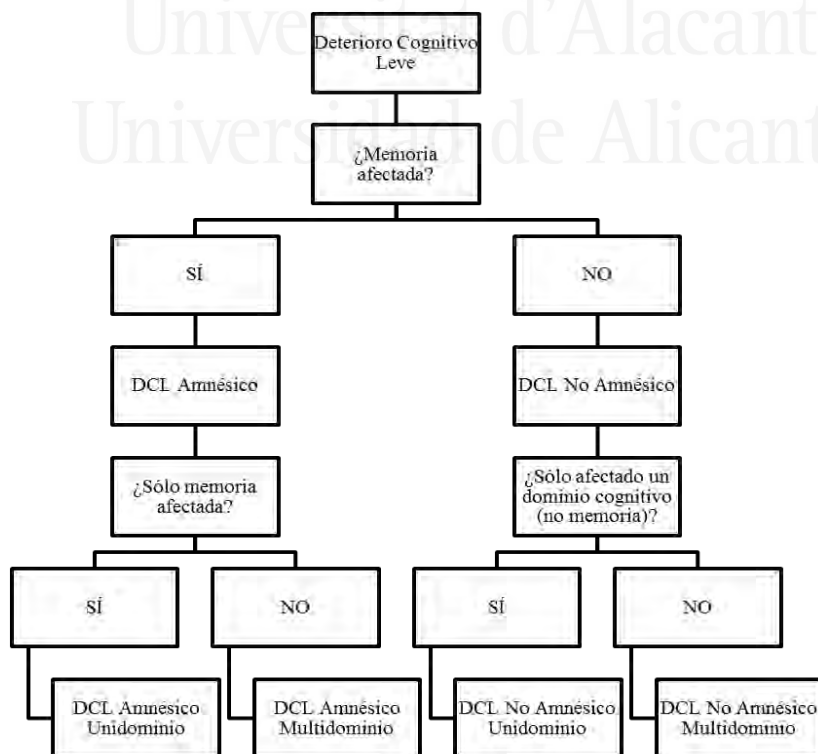 Universitat d'Alacant
Universidad de Alicante
Deterioro Cognitivo
Leve
¿Memoria
afectada?
SÍ
NO
DCL Amnésico
DCL No Amnésico
¿Sólo memoria
afectada?
¿Sólo afectado un
dominio cognitivo
(no memoria)?
SÍ
NO
SÍ
NO
DCL Amnésico
Unidominio
DCL Amnésico
Multidominio
DCL No Amnésico
Unidominio
DCL No Amnésico
Multidominio